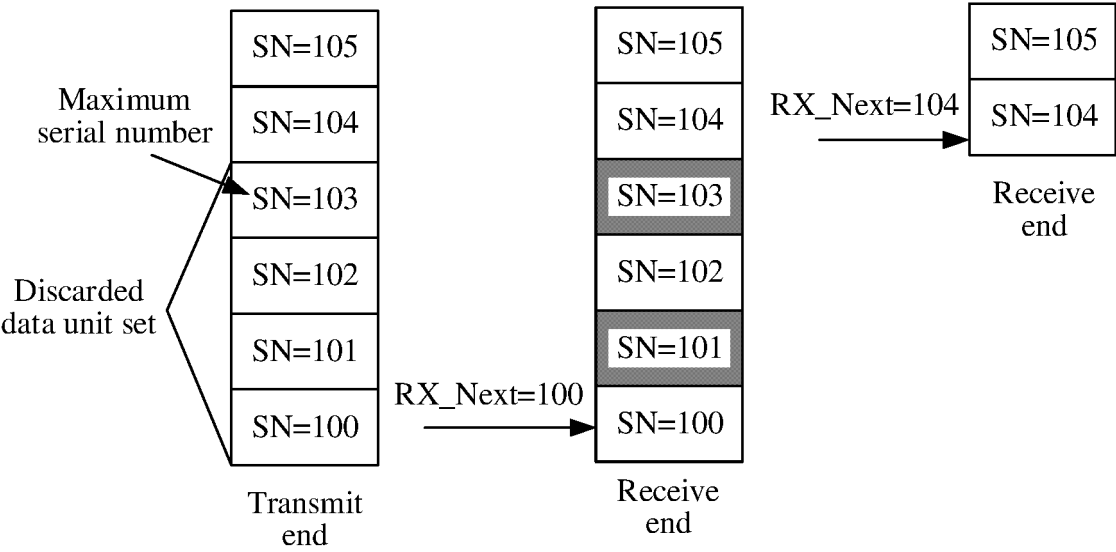 Maximum
serial number
Discarded
data unit set
SN=105
SN=104
SN=103
SN=102
SN=101
SN=100
Transmit
end
RX_Next=100
SN=105
SN=104
SN=103
SN=102
SN=101
SN=100
Receive
end
RX_Next=104
SN=105
SN=104
Receive
end